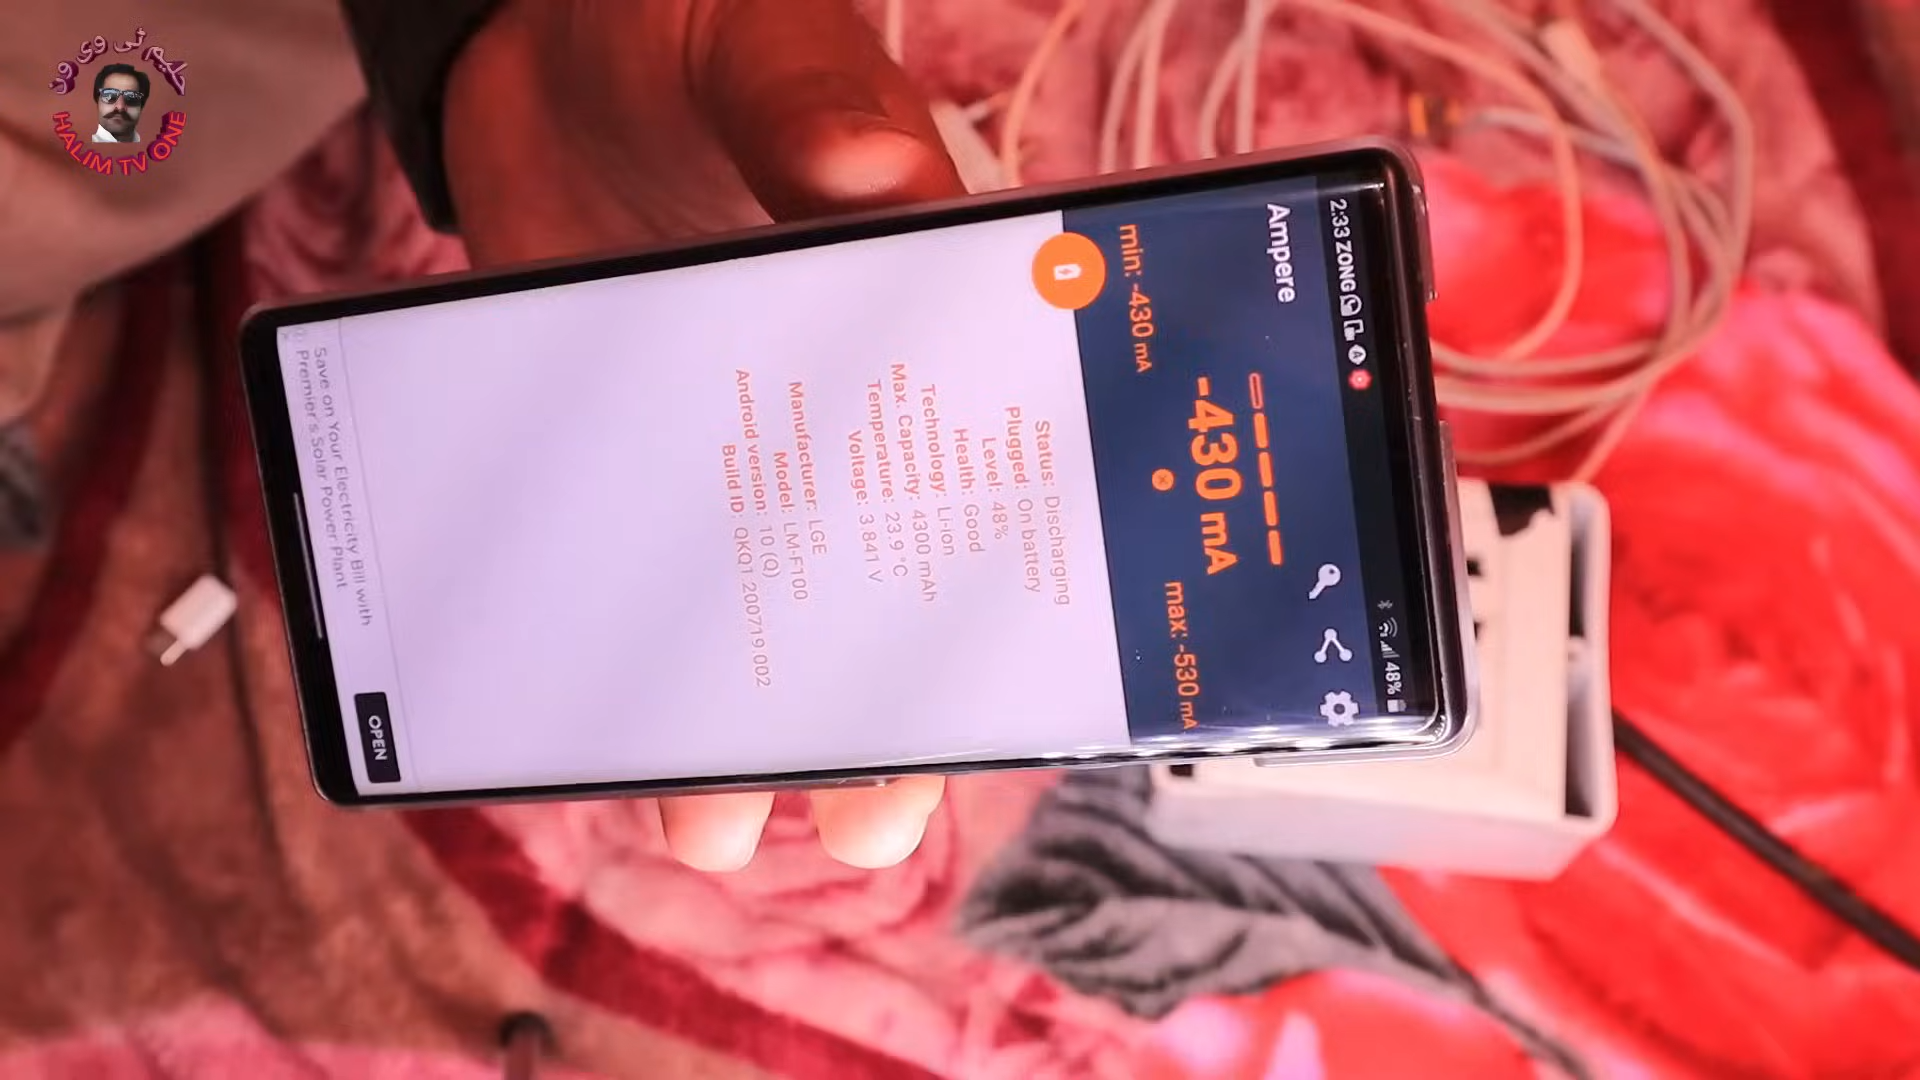 حلیم ٹی وی ون
HALIM TV ONE
2:33 ZONG
48%
Ampere
-430 mA
min: -430 mA
max: -530 mA
Status: Discharging
Plugged: On battery
Level: 48%
Health: Good
Technology: Li-ion
Max. Capacity: 4300 mAh
Temperature: 23.9 °C
Voltage: 3.841 V
Manufacturer: LGE
Model: LM-F100
Android version: 10 (Q)
Build ID: QKQ1.200719.002
Save on Your Electricity Bill with
Premier's Solar Power Plant
OPEN